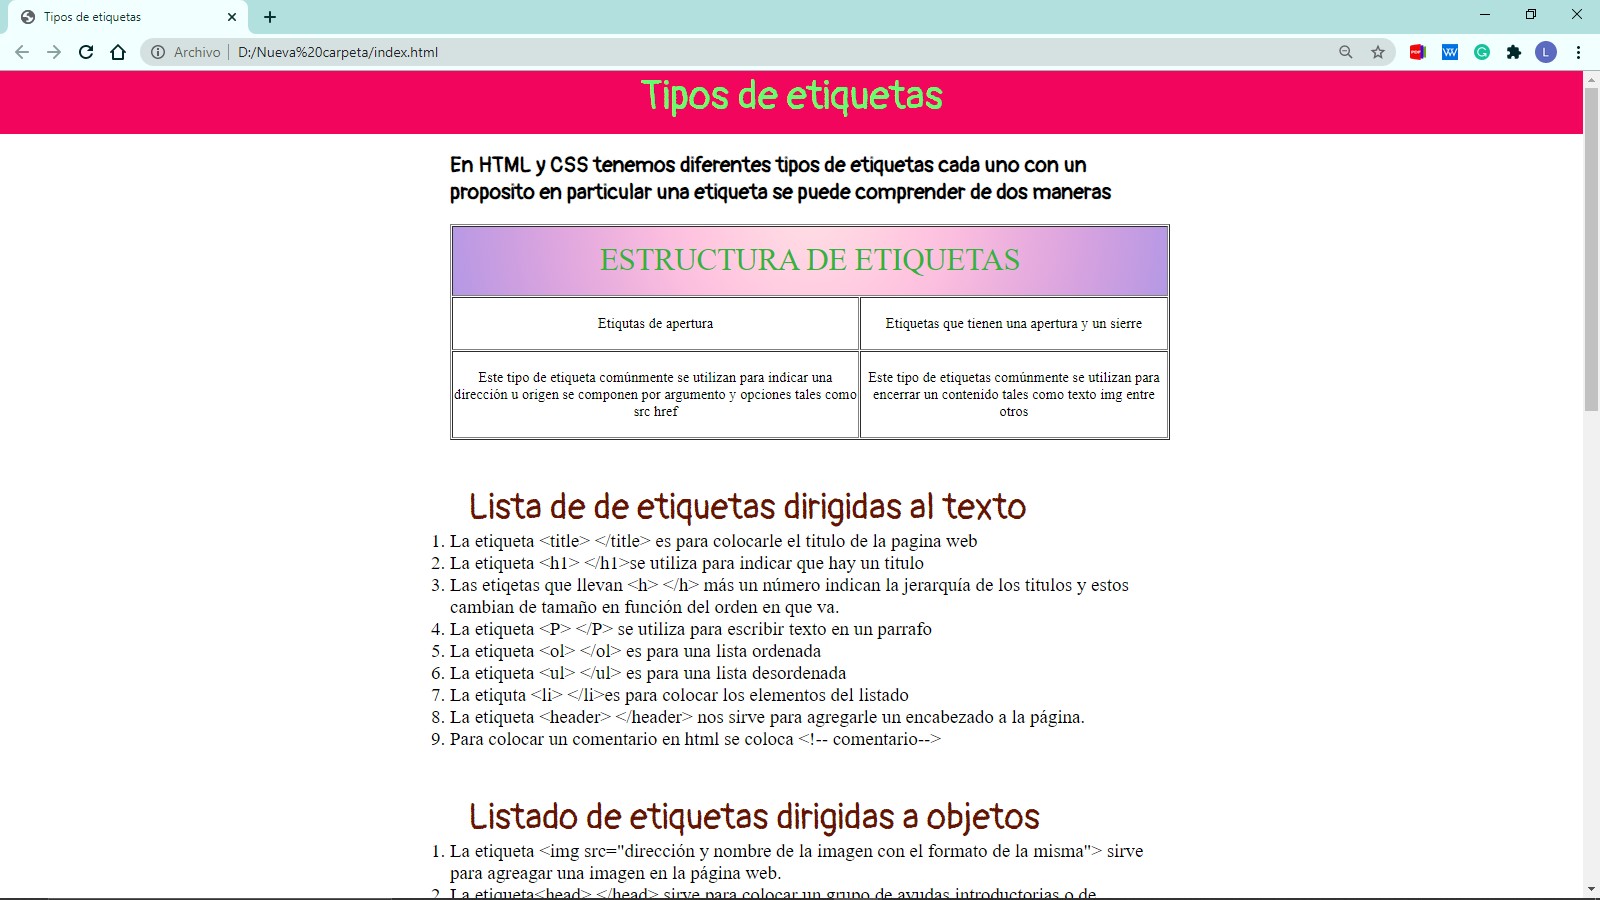 Tipos de etiquetas
Archivo | D:/Nueva%20carpeta/index.html
PDF
W
G
L
Tipos de etiquetas
En HTML y CSS tenemos diferentes tipos de etiquetas cada uno con un
proposito en particular una etiqueta se puede comprender de dos maneras
ESTRUCTURA DE ETIQUETAS
Etiqutas de apertura
Etiquetas que tienen una apertura y un sierre
Este tipo de etiqueta comúnmente se utilizan para indicar una
dirección u origen se componen por argumento y opciones tales como
src href
Este tipo de etiquetas comúnmente se utilizan para
encerrar un contenido tales como texto img entre
otros
Lista de de etiquetas dirigidas al texto
1. La etiqueta <title> </title> es para colocarle el titulo de la pagina web
2. La etiqueta <h1> </h1>se utiliza para indicar que hay un titulo
3. Las etiqetas que llevan <h> </h> más un número indican la jerarquía de los titulos y estos
cambian de tamaño en función del orden en que va.
4. La etiqueta <P> </P> se utiliza para escribir texto en un parrafo
5. La etiqueta <ol> </ol> es para una lista ordenada
6. La etiqueta <ul> </ul> es para una lista desordenada
7. La etiquta <li> </li>es para colocar los elementos del listado
8. La etiqueta <header> </header> nos sirve para agregarle un encabezado a la página.
9. Para colocar un comentario en html se coloca <!-- comentario-->
Listado de etiquetas dirigidas a objetos
1. La etiqueta <img src="dirección y nombre de la imagen con el formato de la misma"> sirve
para agreagar una imagen en la página web.
2. La etiqueta<head> </head> sirve para colocar un grupo de ayudas introductorias o de